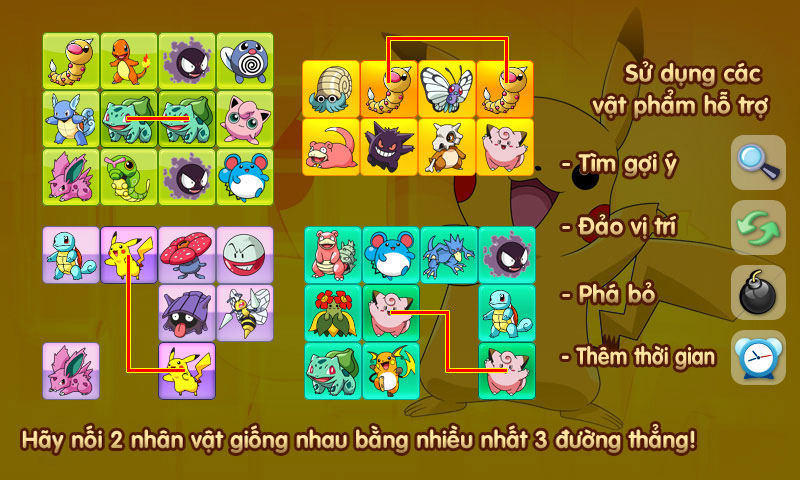 Sử dụng các
vật phẩm hỗ trợ
- Tìm gợi ý
- Đảo vị trí
- Phá bỏ
- Thêm thời gian
Hãy nối 2 nhân vật giống nhau bằng nhiều nhất 3 đường thẳng!